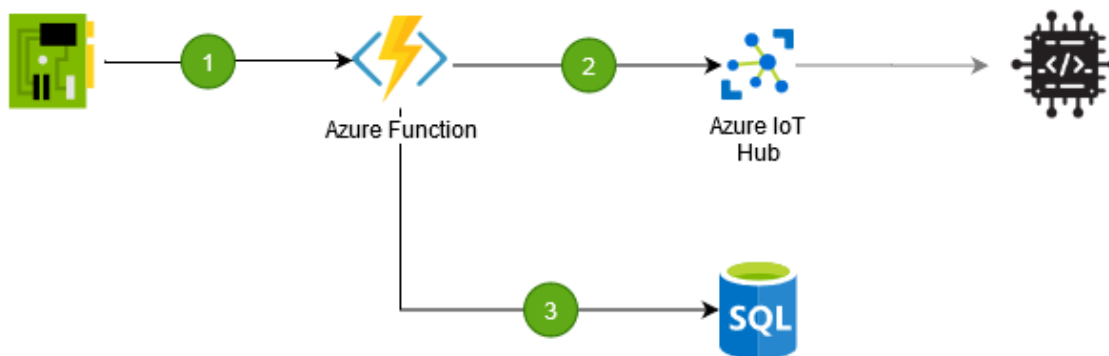 1
2
</>
Azure Function
Azure IoT
Hub
3
SQL